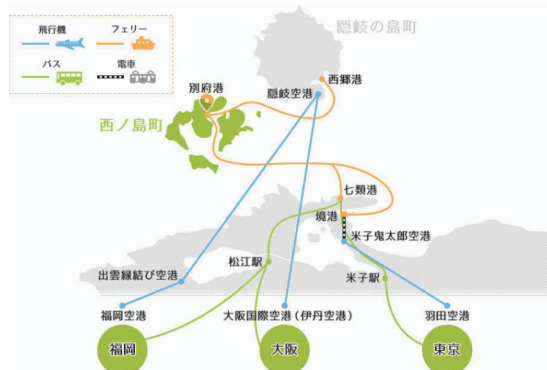 飛行機
フェリー
バス
電車
隠岐の島町
西郷港
隠岐空港
別府港
西ノ島町
七類港
境港
米子鬼太郎空港
松江駅
米子駅
出雲縁結び空港
福岡空港
大阪国際空港(伊丹空港)
羽田空港
福岡
大阪
東京